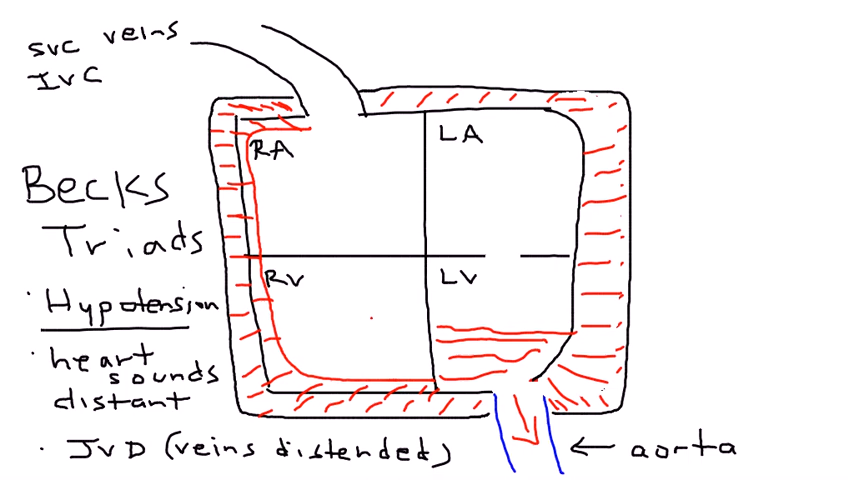 svc veins
IVC
RA
LA
Becks
Triads
RV
LV
· Hypotension
· heart
sounds
distant
· JVD (veins distended)
← aorta